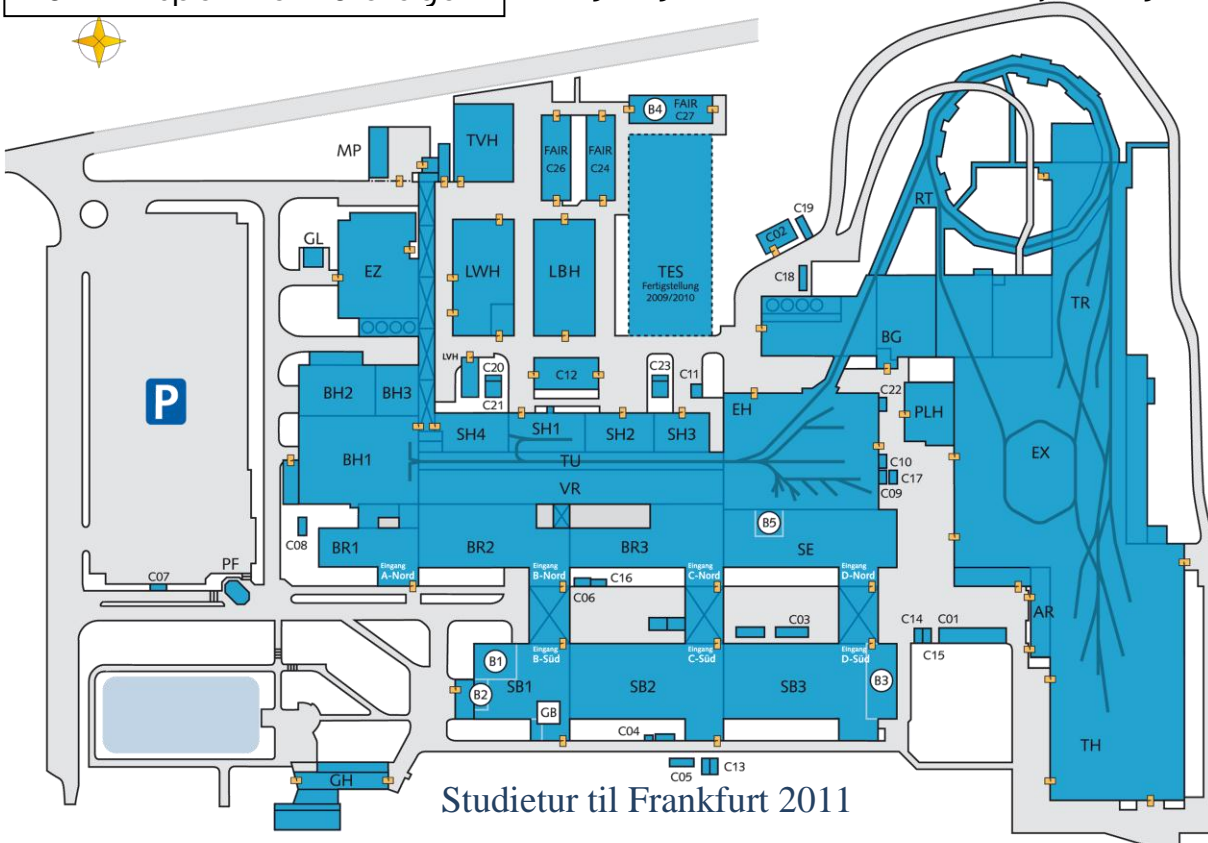 B4
FAIR
C27
MP
TVH
FAIR
C26
FAIR
C24
RT
C19
C02
GL
EZ
LWH
LBH
TES
Fertigstellung
2009/2010
C18
TR
BG
LVH
C20
C21
C12
C23
C11
C22
PLH
P
BH2
BH3
EH
SH4
SH1
SH2
SH3
EX
BH1
TU
C10
C17
C09
VR
B5
C08
BR1
BR2
BR3
SE
PF
C07
Eingang
A-Nord
Eingang
B-Nord
Eingang
C-Nord
Eingang
D-Nord
C16
C06
C03
C14
C01
C15
AR
Eingang
B-Süd
Eingang
C-Süd
Eingang
D-Süd
B1
B2
SB1
SB2
SB3
B3
GB
C04
TH
C05
C13
GH
Studietur til Frankfurt 2011